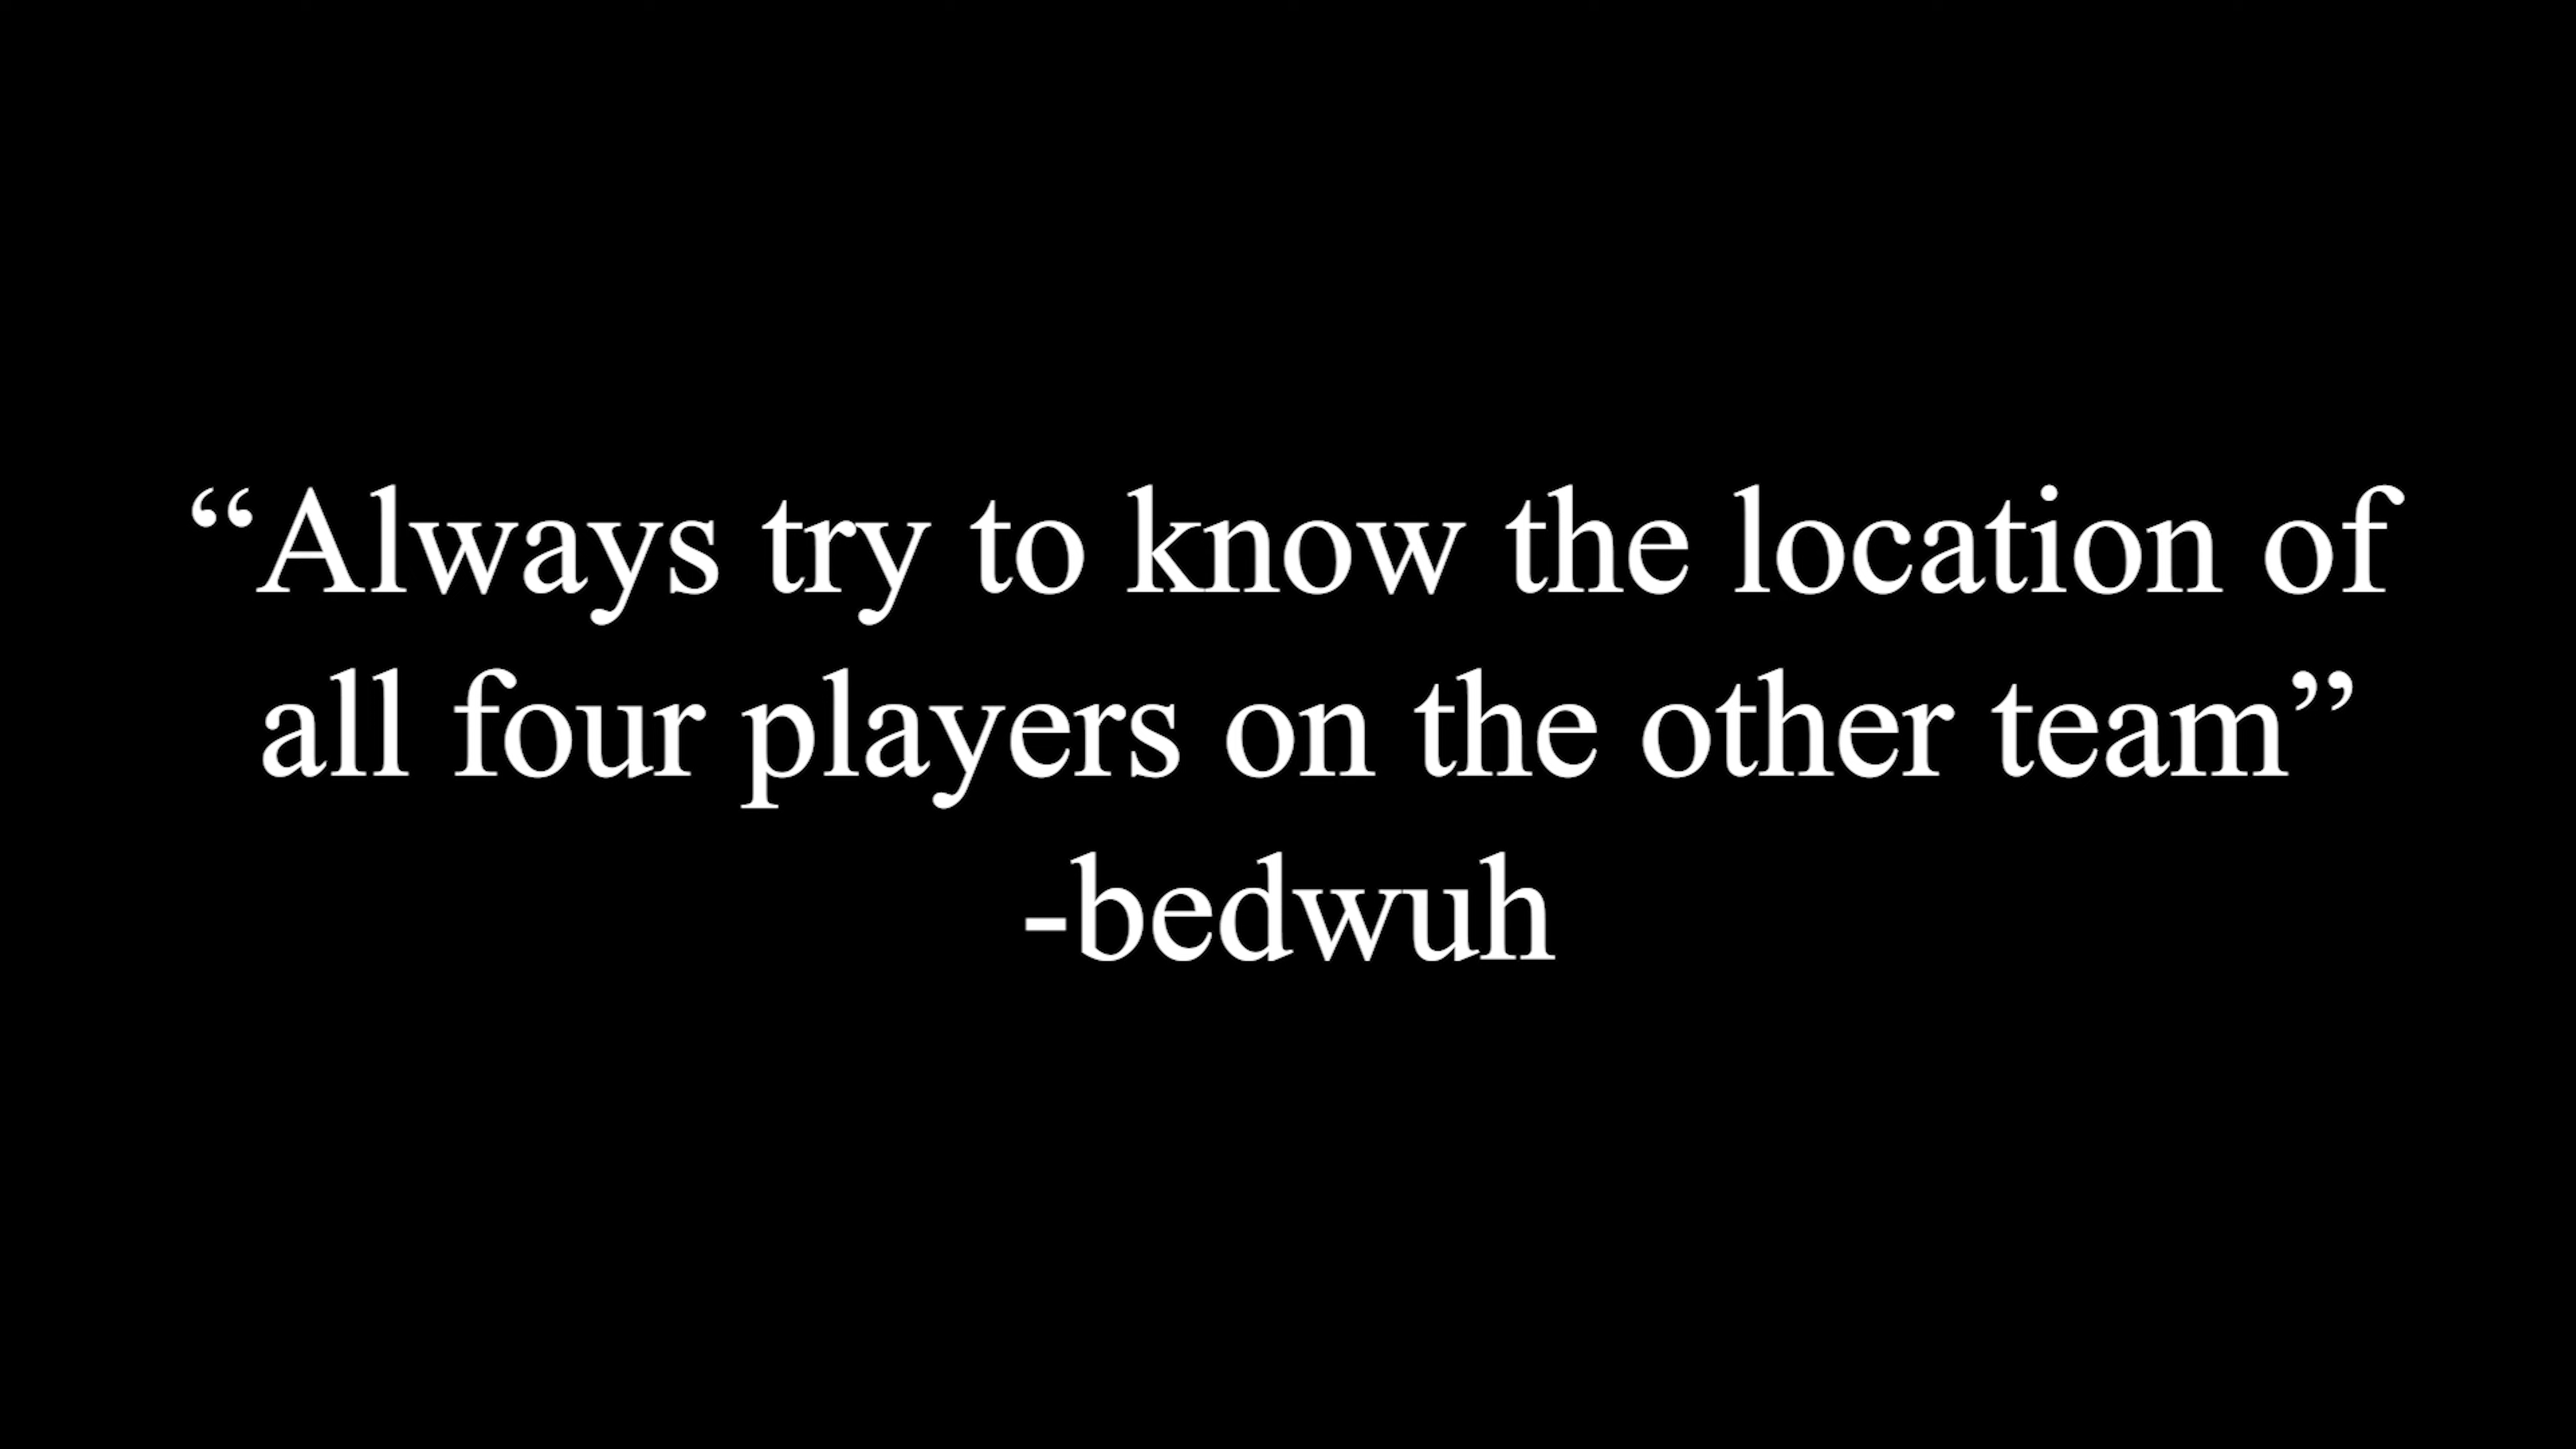 “Always try to know the location of
all four players on the other team”
-bedwuh